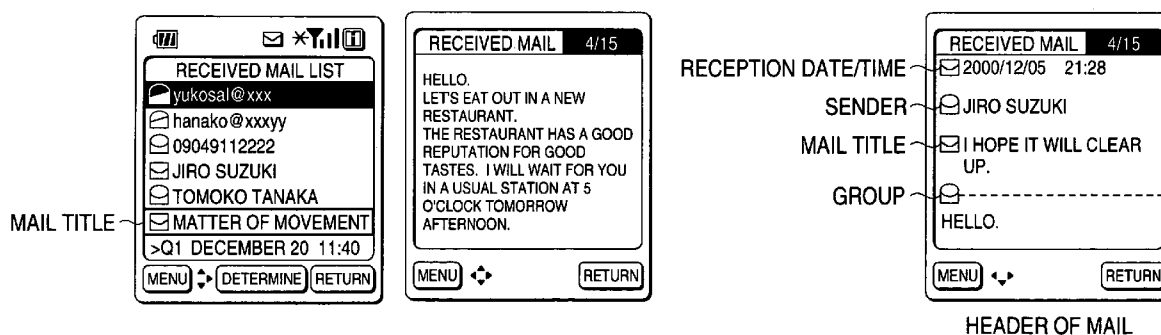 RECEIVED MAIL LIST
yukosal@xxx
hanako@xxxyy
09049112222
JIRO SUZUKI
TOMOKO TANAKA
MAIL TITLE
MATTER OF MOVEMENT
>Q1 DECEMBER 20 11:40
MENU DETERMINE RETURN
RECEIVED MAIL 4/15
HELLO.
LET'S EAT OUT IN A NEW
RESTAURANT.
THE RESTAURANT HAS A GOOD
REPUTATION FOR GOOD
TASTES. I WILL WAIT FOR YOU
IN A USUAL STATION AT 5
O'CLOCK TOMORROW
AFTERNOON.
MENU RETURN
RECEIVED MAIL 4/15
RECEPTION DATE/TIME 2000/12/05 21:28
SENDER JIRO SUZUKI
MAIL TITLE I HOPE IT WILL CLEAR
UP.
GROUP
HELLO.
MENU RETURN
HEADER OF MAIL